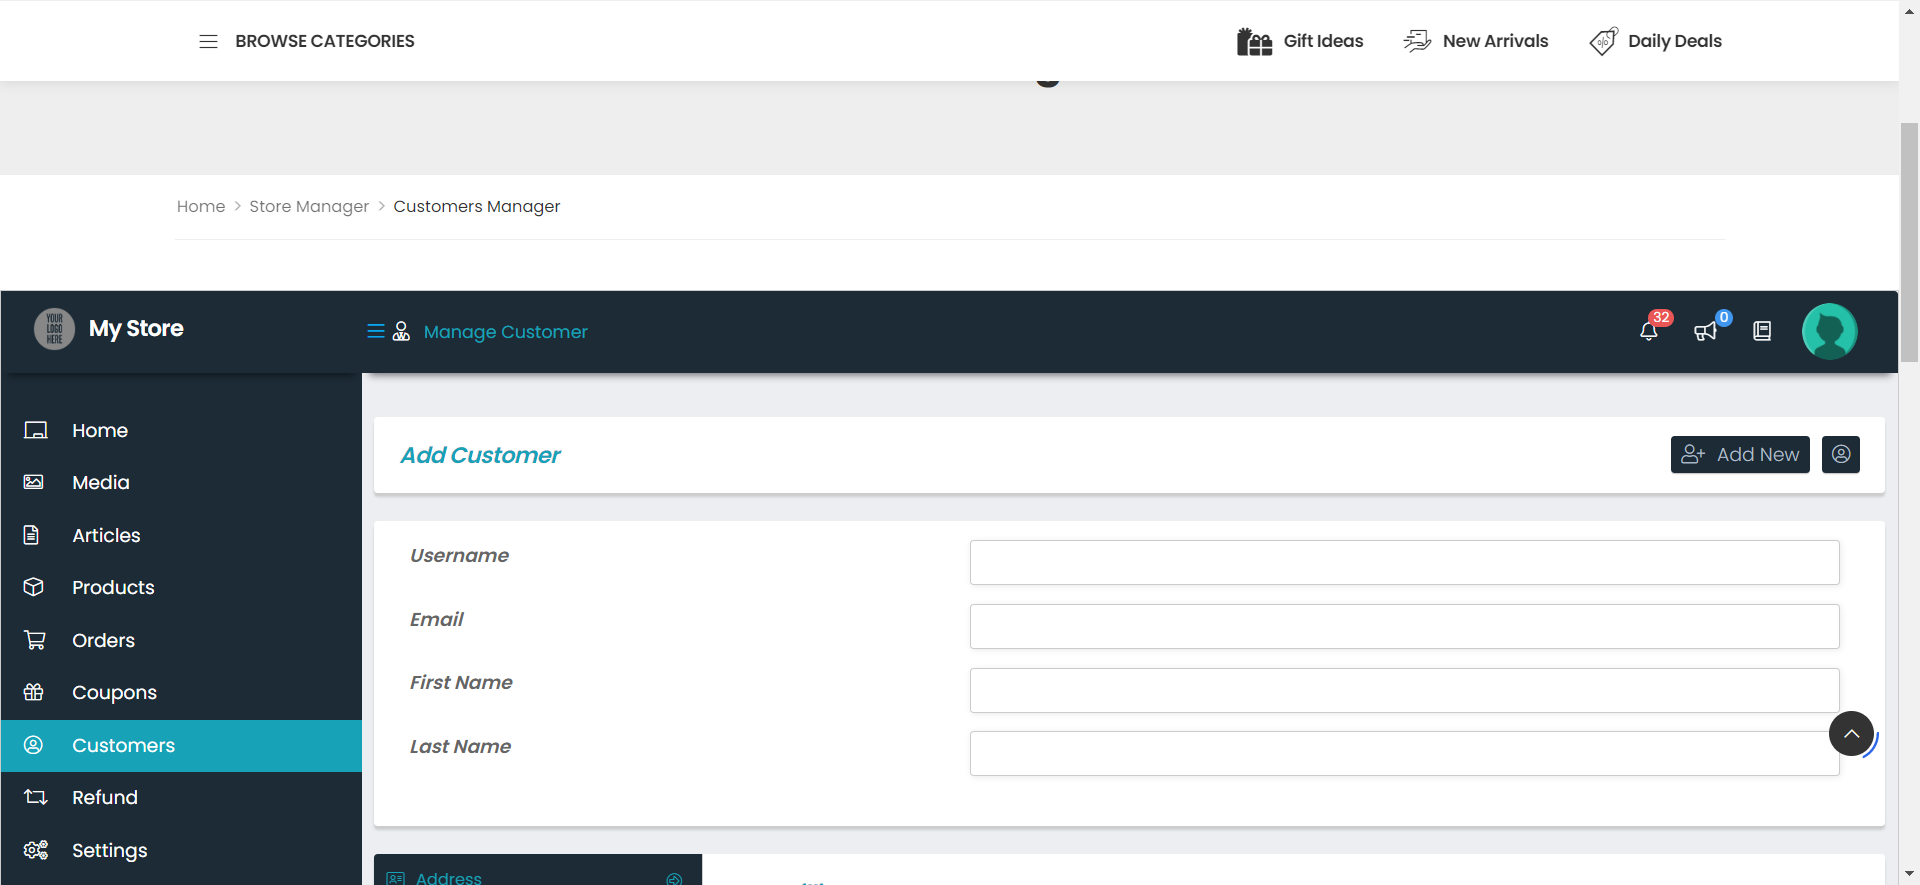 BROWSE CATEGORIES
Gift Ideas
New Arrivals
Daily Deals
Home > Store Manager > Customers Manager
YOUR LOGO HERE
My Store
Manage Customer
32
0
Home
Media
Articles
Products
Orders
Coupons
Customers
Refund
Settings
Add Customer
Add New
Username
Email
First Name
Last Name
Address